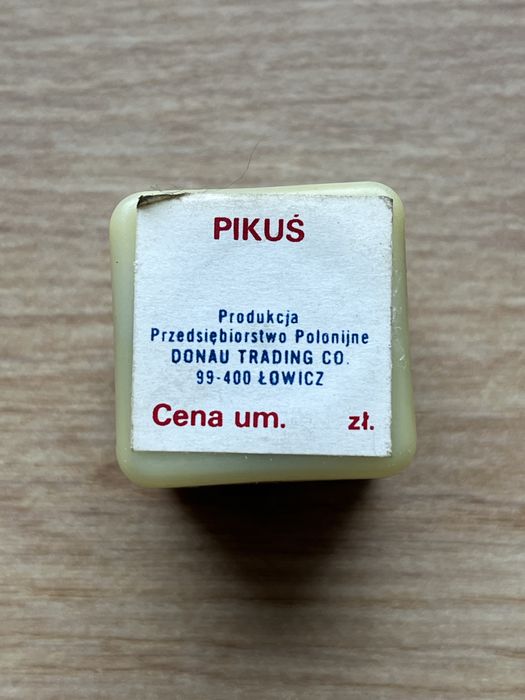 PIKUŚ
Produkcja
Przedsiębiorstwo Polonijne
DONAU TRADING CO.
99-400 ŁOWICZ
Cena um. zł.